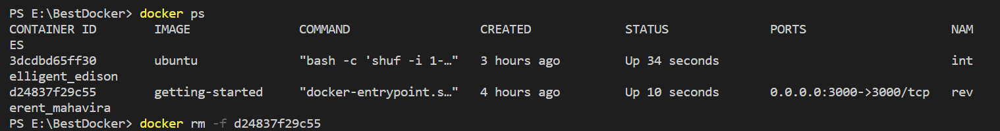 PS E:\BestDocker> docker ps
CONTAINER ID        IMAGE               COMMAND                  CREATED             STATUS              PORTS                    NAM
ES
3dcdbd65ff30        ubuntu              "bash -c 'shuf -i 1-…"   3 hours ago         Up 34 seconds                                int
elligent_edison
d24837f29c55        getting-started     "docker-entrypoint.s…"   4 hours ago         Up 10 seconds       0.0.0.0:3000->3000/tcp   rev
erent_mahavira
PS E:\BestDocker> docker rm -f d24837f29c55